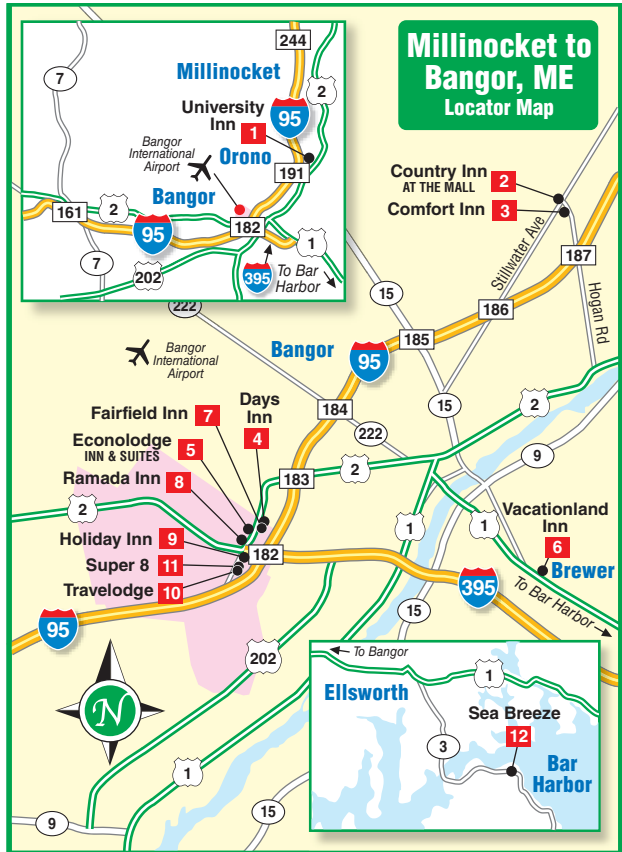 Millinocket to
Bangor, ME
Locator Map
244
7
Millinocket
2
University
Inn
1
95
Bangor
International
Airport
Orono
191
Bangor
161
2
182
95
1
7
202
395
To Bar
Harbor
Country Inn
AT THE MALL
2
Comfort Inn
3
Stillwater Ave
187
Hogan Rd
186
15
222
185
Bangor
International
Airport
Bangor
95
184
15
2
222
9
Days
Inn
4
Fairfield Inn
7
Econolodge
INN & SUITES
5
Ramada Inn
8
183
2
2
Holiday Inn
9
182
Super 8
11
Travelodge
10
1
1
Vacationland
Inn
6
Brewer
395
To Bar Harbor
95
15
202
N
1
9
15
To Bangor
1
Ellsworth
Sea Breeze
12
3
Bar
Harbor